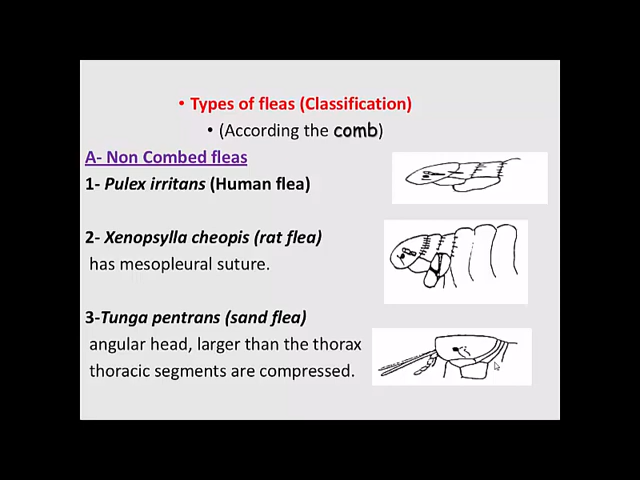 • Types of fleas (Classification)
• (According the comb)
A- Non Combed fleas
1- Pulex irritans (Human flea)
2- Xenopsylla cheopis (rat flea)
has mesopleural suture.
3-Tunga pentrans (sand flea)
angular head, larger than the thorax
thoracic segments are compressed.